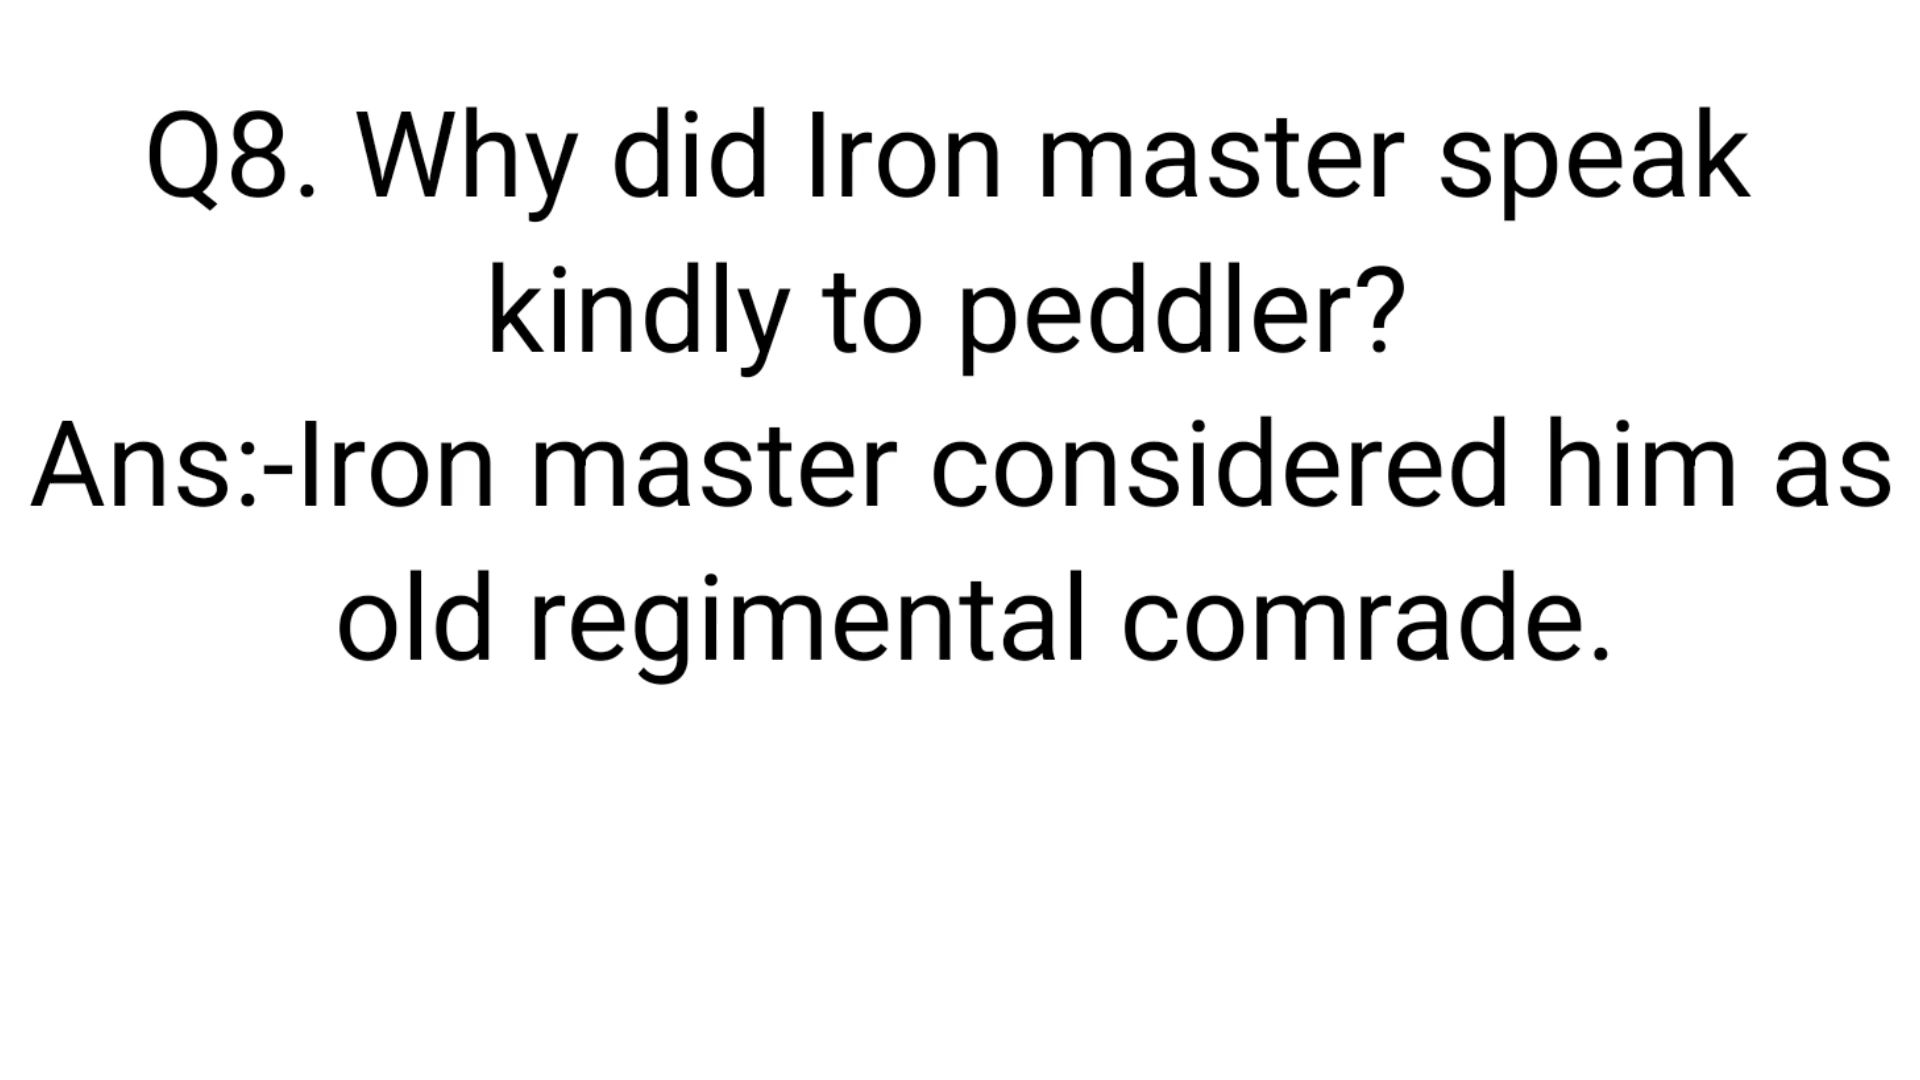 Q8. Why did Iron master speak
kindly to peddler?
Ans:-Iron master considered him as
old regimental comrade.